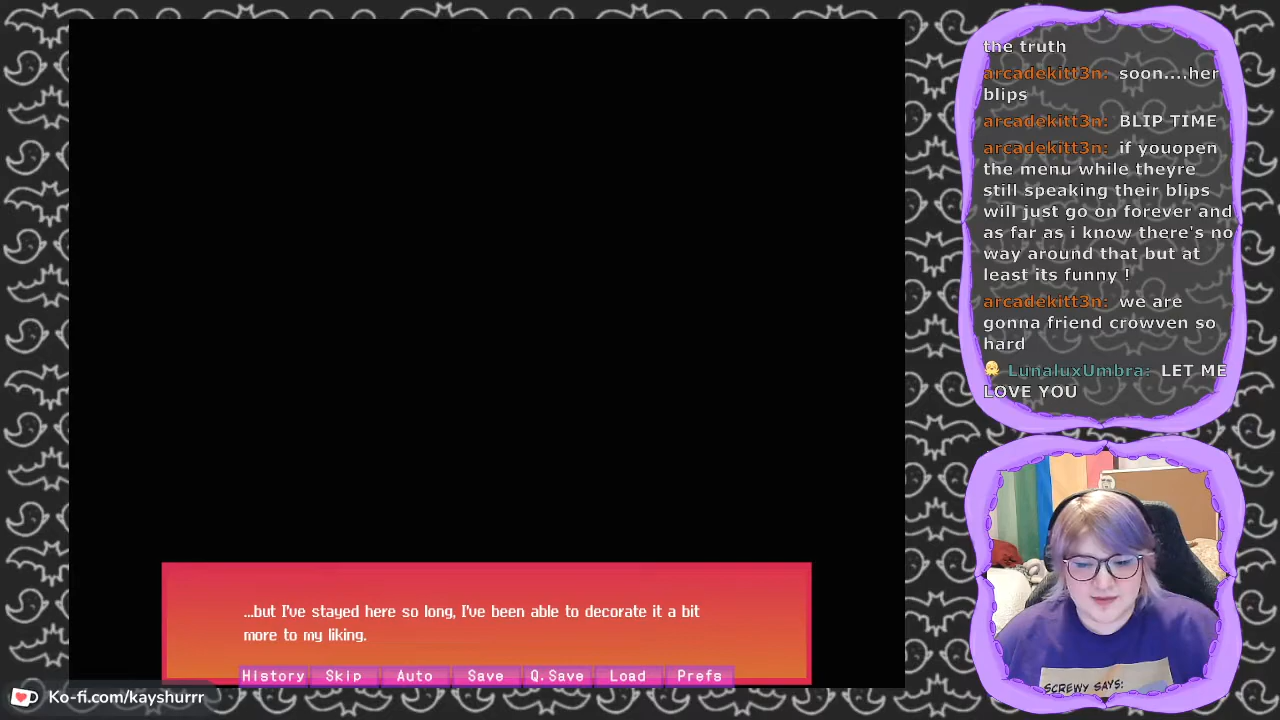 the truth
arcadekitt3n: soon....her
blips
arcadekitt3n: BLIP TIME
arcadekitt3n: if youopen
the menu while theyre
still speaking their blips
will just go on forever and
as far as i know there's no
way around that but at
least its funny !
arcadekitt3n: we are
gonna friend crowven so
hard
LunaluxUmbra: LET ME
LOVE YOU
...but I've stayed here so long, I've been able to decorate it a bit
more to my liking.
History Skip Auto Save Q.Save Load Prefs
SCREWY SAYS:
Ko-fi.com/kayshurrr